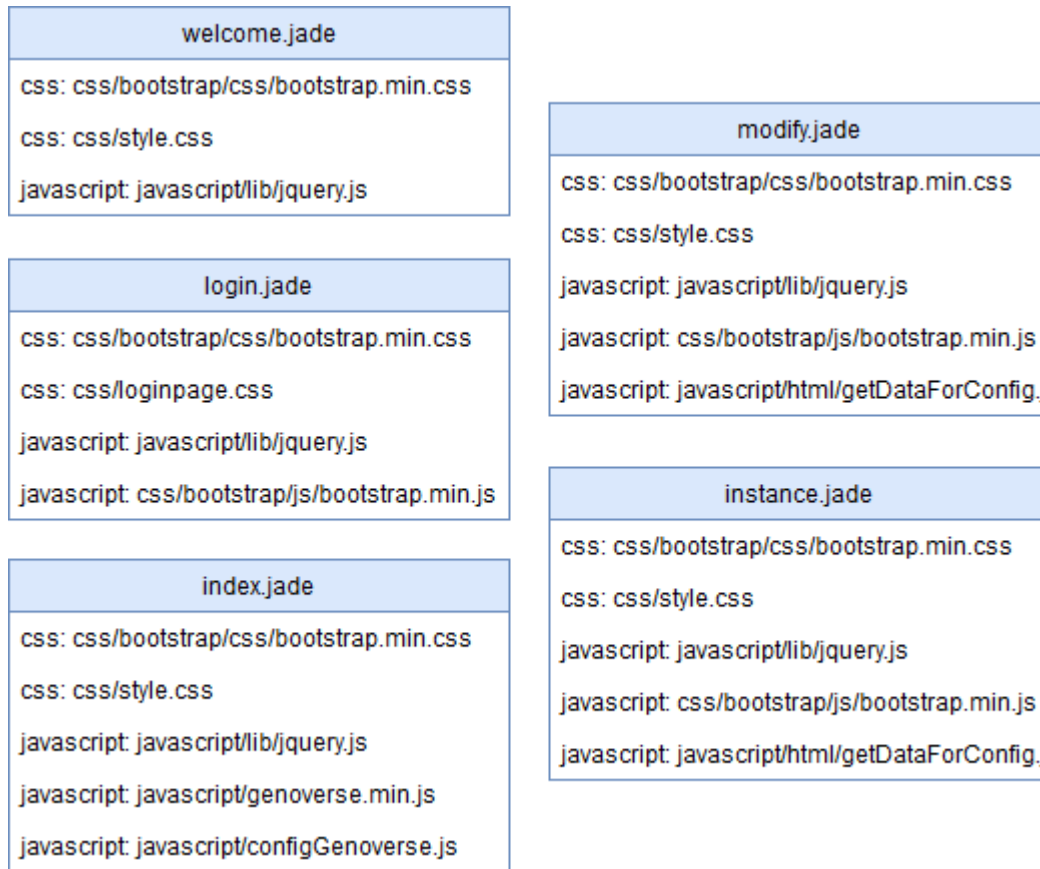 welcome.jade
css: css/bootstrap/css/bootstrap.min.css
css: css/style.css
javascript: javascript/lib/jquery.js
login.jade
css: css/bootstrap/css/bootstrap.min.css
css: css/loginpage.css
javascript: javascript/lib/jquery.js
javascript: css/bootstrap/js/bootstrap.min.js
index.jade
css: css/bootstrap/css/bootstrap.min.css
css: css/style.css
javascript: javascript/lib/jquery.js
javascript: javascript/genoverse.min.js
javascript: javascript/configGenoverse.js
modify.jade
css: css/bootstrap/css/bootstrap.min.css
css: css/style.css
javascript: javascript/lib/jquery.js
javascript: css/bootstrap/js/bootstrap.min.js
javascript: javascript/html/getDataForConfig.
instance.jade
css: css/bootstrap/css/bootstrap.min.css
css: css/style.css
javascript: javascript/lib/jquery.js
javascript: css/bootstrap/js/bootstrap.min.js
javascript: javascript/html/getDataForConfig.